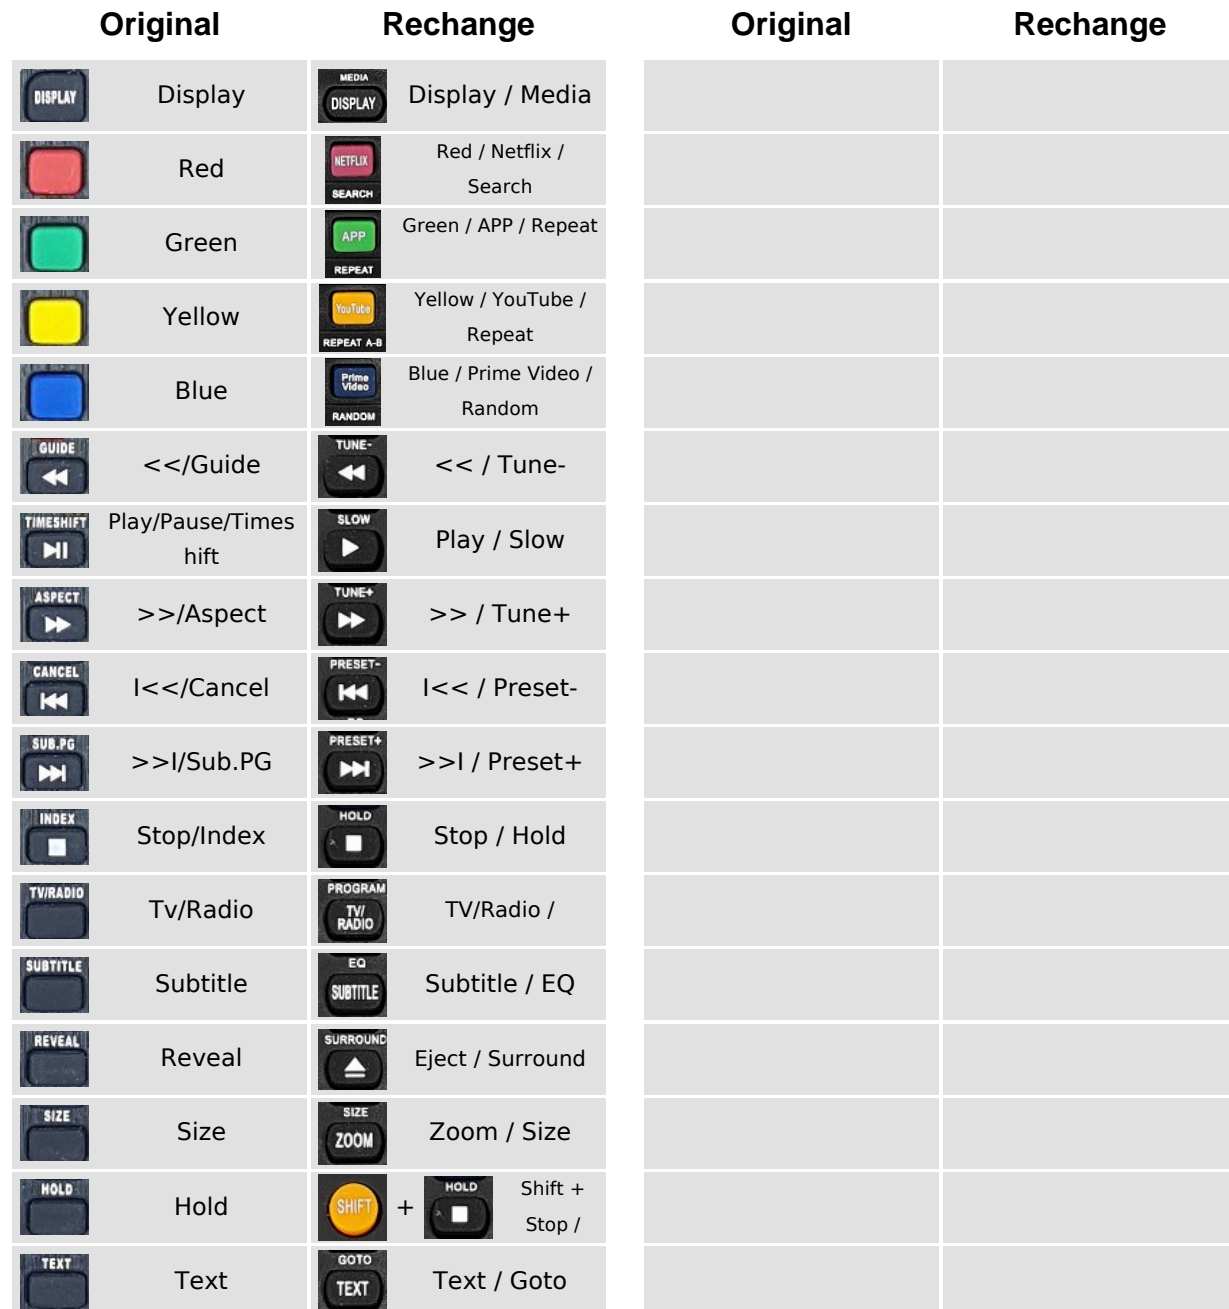 Original Rechange Original Rechange
DISPLAY Display MEDIA DISPLAY Display / Media
Red NETFLIX SEARCH Red / Netflix / Search
Green APP REPEAT Green / APP / Repeat
Yellow YouTube REPEAT A-B Yellow / YouTube / Repeat
Blue Prime Video RANDOM Blue / Prime Video / Random
GUIDE <</Guide TUNE- << / Tune-
TIMESHIFT Play/Pause/Times hift SLOW Play / Slow
ASPECT >>/Aspect TUNE+ >> / Tune+
CANCEL I<</Cancel PRESET- I<< / Preset-
SUB.PG >>I/Sub.PG PRESET+ >>I / Preset+
INDEX Stop/Index HOLD Stop / Hold
TV/RADIO Tv/Radio PROGRAM TV/ RADIO TV/Radio /
SUBTITLE Subtitle EQ SUBTITLE Subtitle / EQ
REVEAL Reveal SURROUND Eject / Surround
SIZE Size SIZE ZOOM Zoom / Size
HOLD Hold SHIFT + HOLD Shift + Stop /
TEXT Text GOTO TEXT Text / Goto